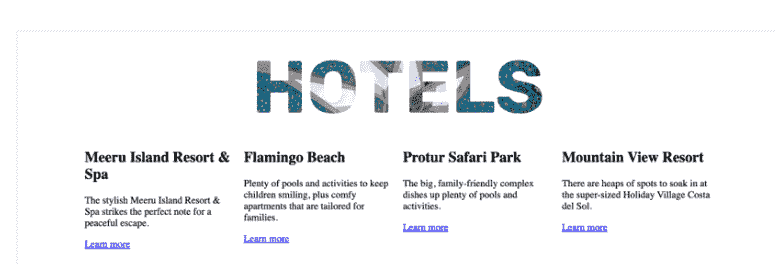 HOTELS
Meeru Island Resort &
Spa
The stylish Meeru Island Resort &
Spa strikes the perfect note for a
peaceful escape.
Learn more
Flamingo Beach
Plenty of pools and activities to keep
children smiling, plus comfy
apartments that are tailored for
families.
Learn more
Protur Safari Park
The big, family-friendly complex
dishes up plenty of pools and
activities.
Learn more
Mountain View Resort
There are heaps of spots to soak in at
the super-sized Holiday Village Costa
del Sol.
Learn more